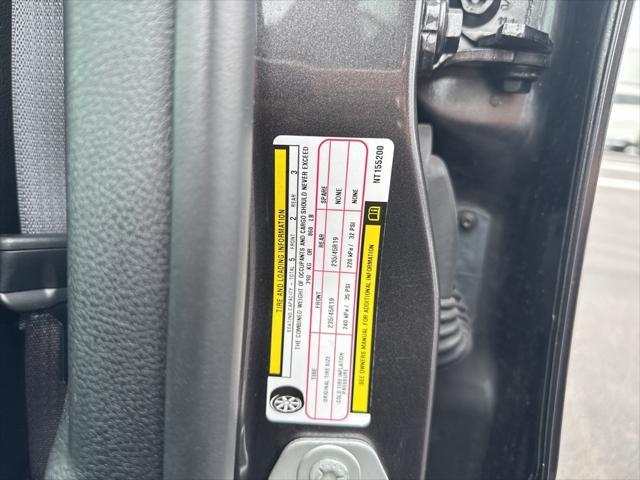 TIRE AND LOADING INFORMATION
SEATING CAPACITY - TOTAL 5 FRONT 2 REAR 3
THE COMBINED WEIGHT OF OCCUPANTS AND CARGO SHOULD NEVER EXCEED
390 KG OR 860 LB
TIRE FRONT REAR SPARE
ORIGINAL TIRE SIZE 235/45R19 235/45R19 NONE
COLD TIRE INFLATION PRESSURE 240 kPa / 35 PSI 220 kPa / 32 PSI NONE
SEE OWNERS MANUAL FOR ADDITIONAL INFORMATION
NT155200